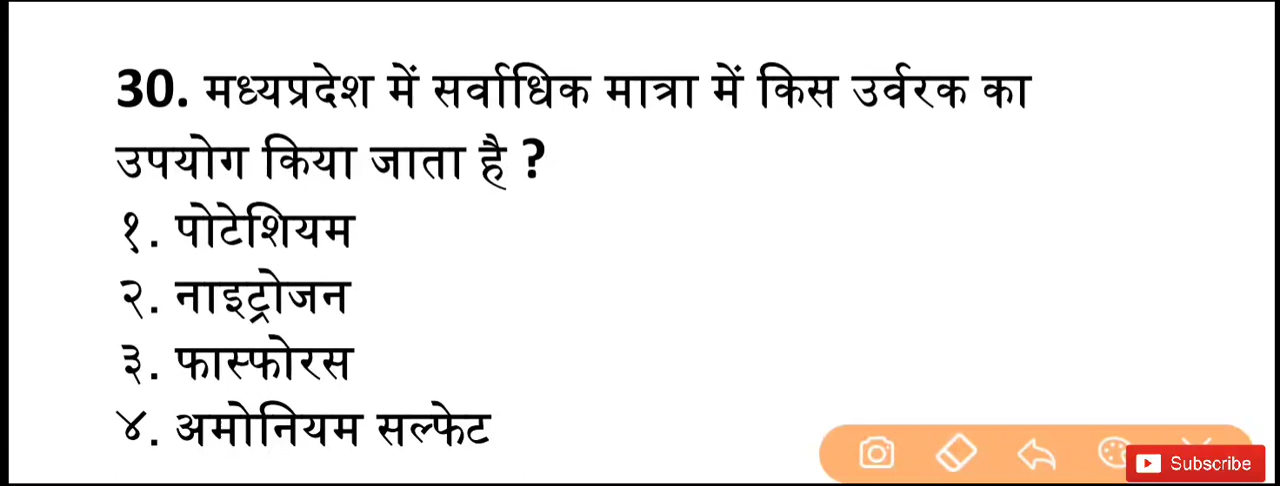 30. मध्यप्रदेश में सर्वाधिक मात्रा में किस उर्वरक का
उपयोग किया जाता है ?
१. पोटेशियम
२. नाइट्रोजन
३. फास्फोरस
४. अमोनियम सल्फेट
Subscribe